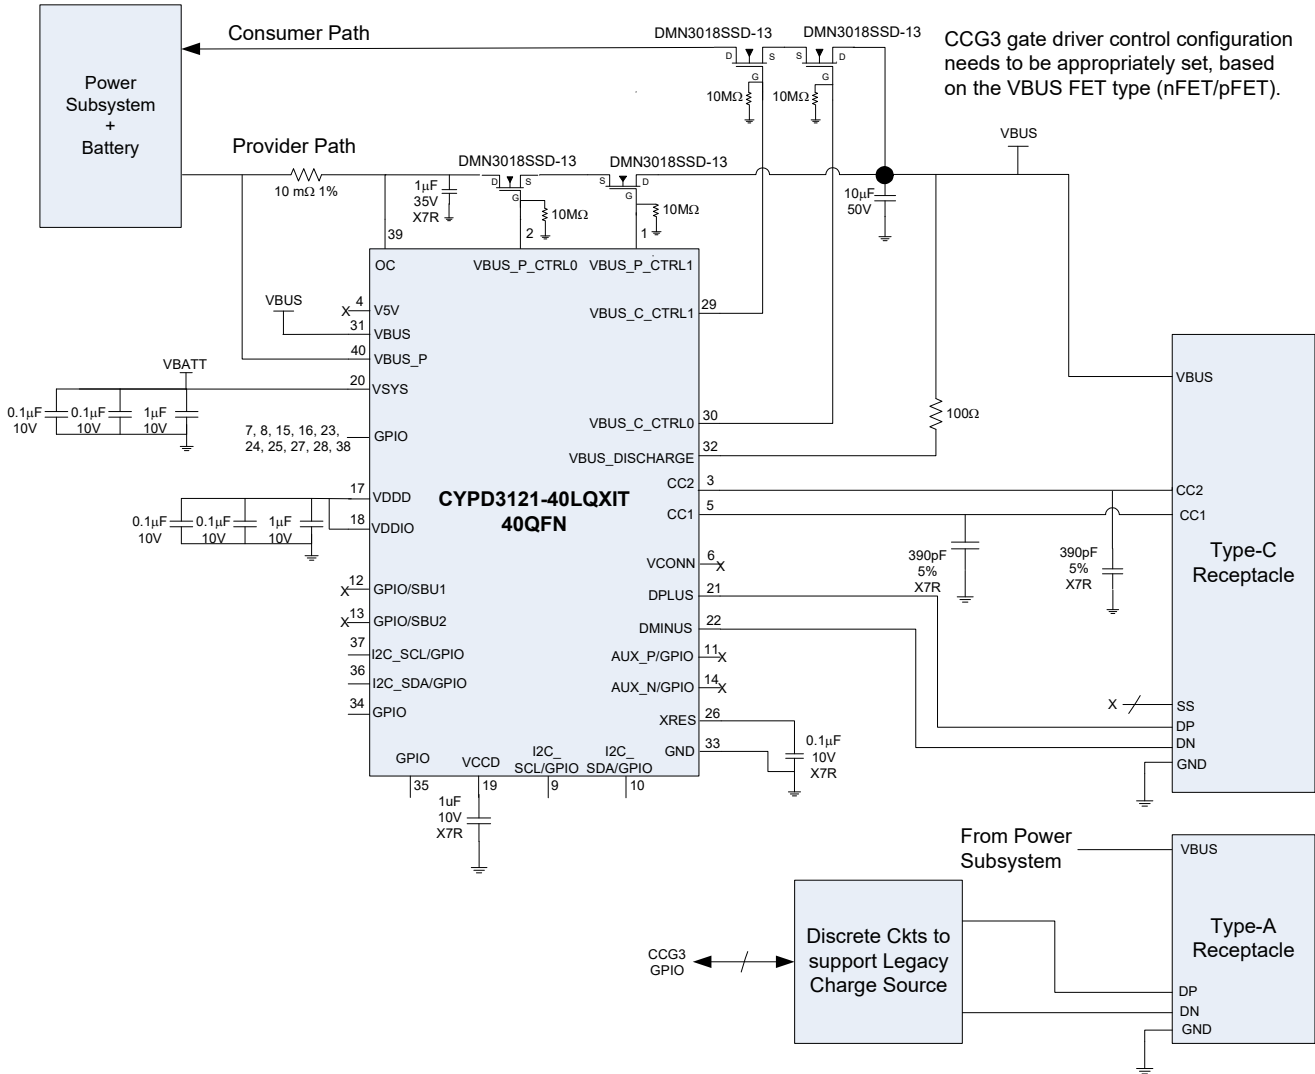 Consumer Path
DMN3018SSD-13
DMN3018SSD-13
CCG3 gate driver control configuration
needs to be appropriately set, based
on the VBUS FET type (nFET/pFET).
D
S
G
S
D
G
10MΩ
10MΩ
Power
Subsystem
+
Battery
Provider Path
VBUS
DMN3018SSD-13
DMN3018SSD-13
10 mΩ 1%
1µF
35V
X7R
D
S
G
S
D
G
10MΩ
10MΩ
10µF
50V
39
2
1
OC
VBUS_P_CTRL0
VBUS_P_CTRL1
VBUS
X
4
V5V
31
VBUS
40
VBUS_P
VBATT
20
VSYS
0.1µF
10V
0.1µF
10V
1µF
10V
7, 8, 15, 16, 23,
24, 25, 27, 28, 38
GPIO
17
VDDD
18
VDDIO
0.1µF
10V
0.1µF
10V
1µF
10V
X
12
GPIO/SBU1
X
13
GPIO/SBU2
37
I2C_SCL/GPIO
36
I2C_SDA/GPIO
34
GPIO
CYPD3121-40LQXIT
40QFN
VBUS_C_CTRL1
29
VBUS_C_CTRL0
30
VBUS_DISCHARGE
32
100Ω
CC2
3
CC1
5
VCONN
6
X
DPLUS
21
DMINUS
22
AUX_P/GPIO
11
X
AUX_N/GPIO
14
X
XRES
26
GND
33
0.1µF
10V
X7R
390pF
5%
X7R
390pF
5%
X7R
GPIO
35
VCCD
19
I2C_
SCL/GPIO
9
I2C_
SDA/GPIO
10
1uF
10V
X7R
VBUS
CC2
CC1
Type-C
Receptacle
X
SS
DP
DN
GND
From Power
Subsystem
VBUS
Type-A
Receptacle
DP
DN
GND
CCG3
GPIO
Discrete Ckts to
support Legacy
Charge Source